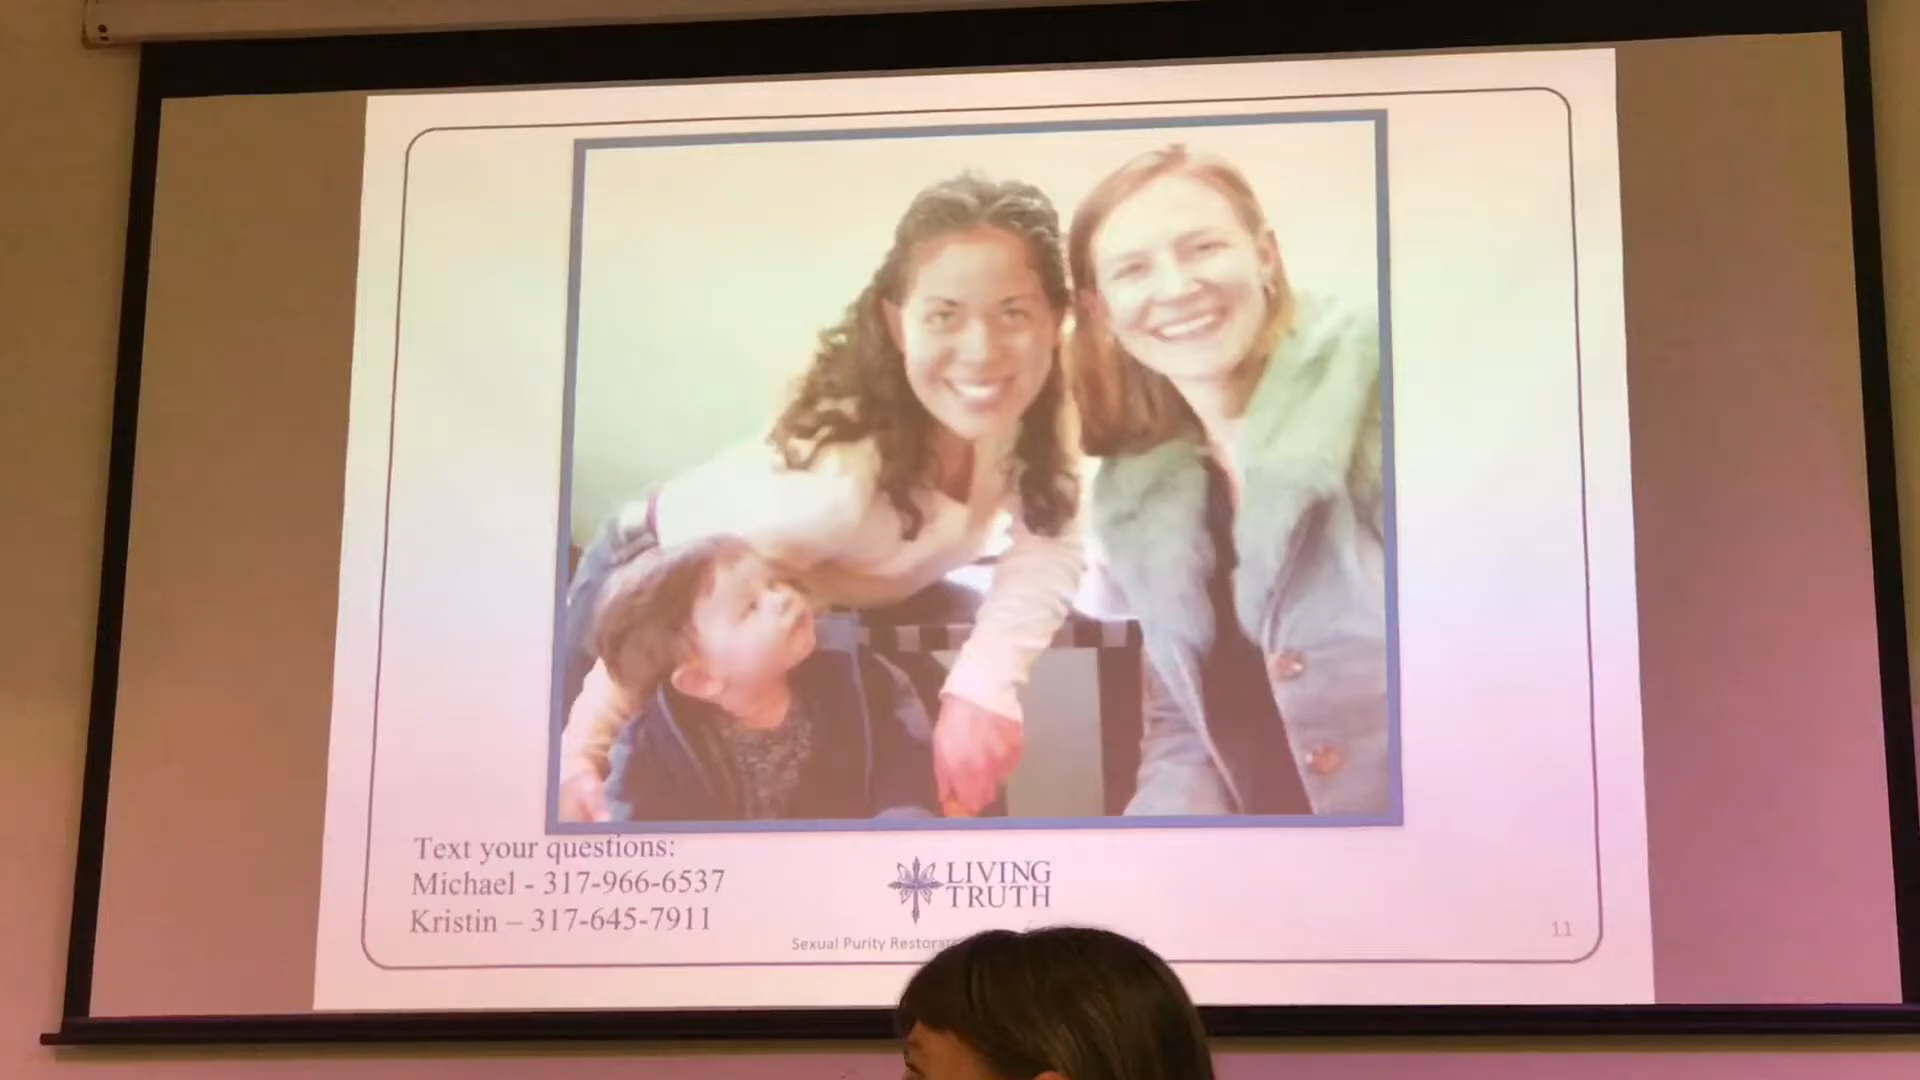 Text your questions:
Michael - 317-966-6537
Kristin – 317-645-7911
LIVING
TRUTH
Sexual Purity
11